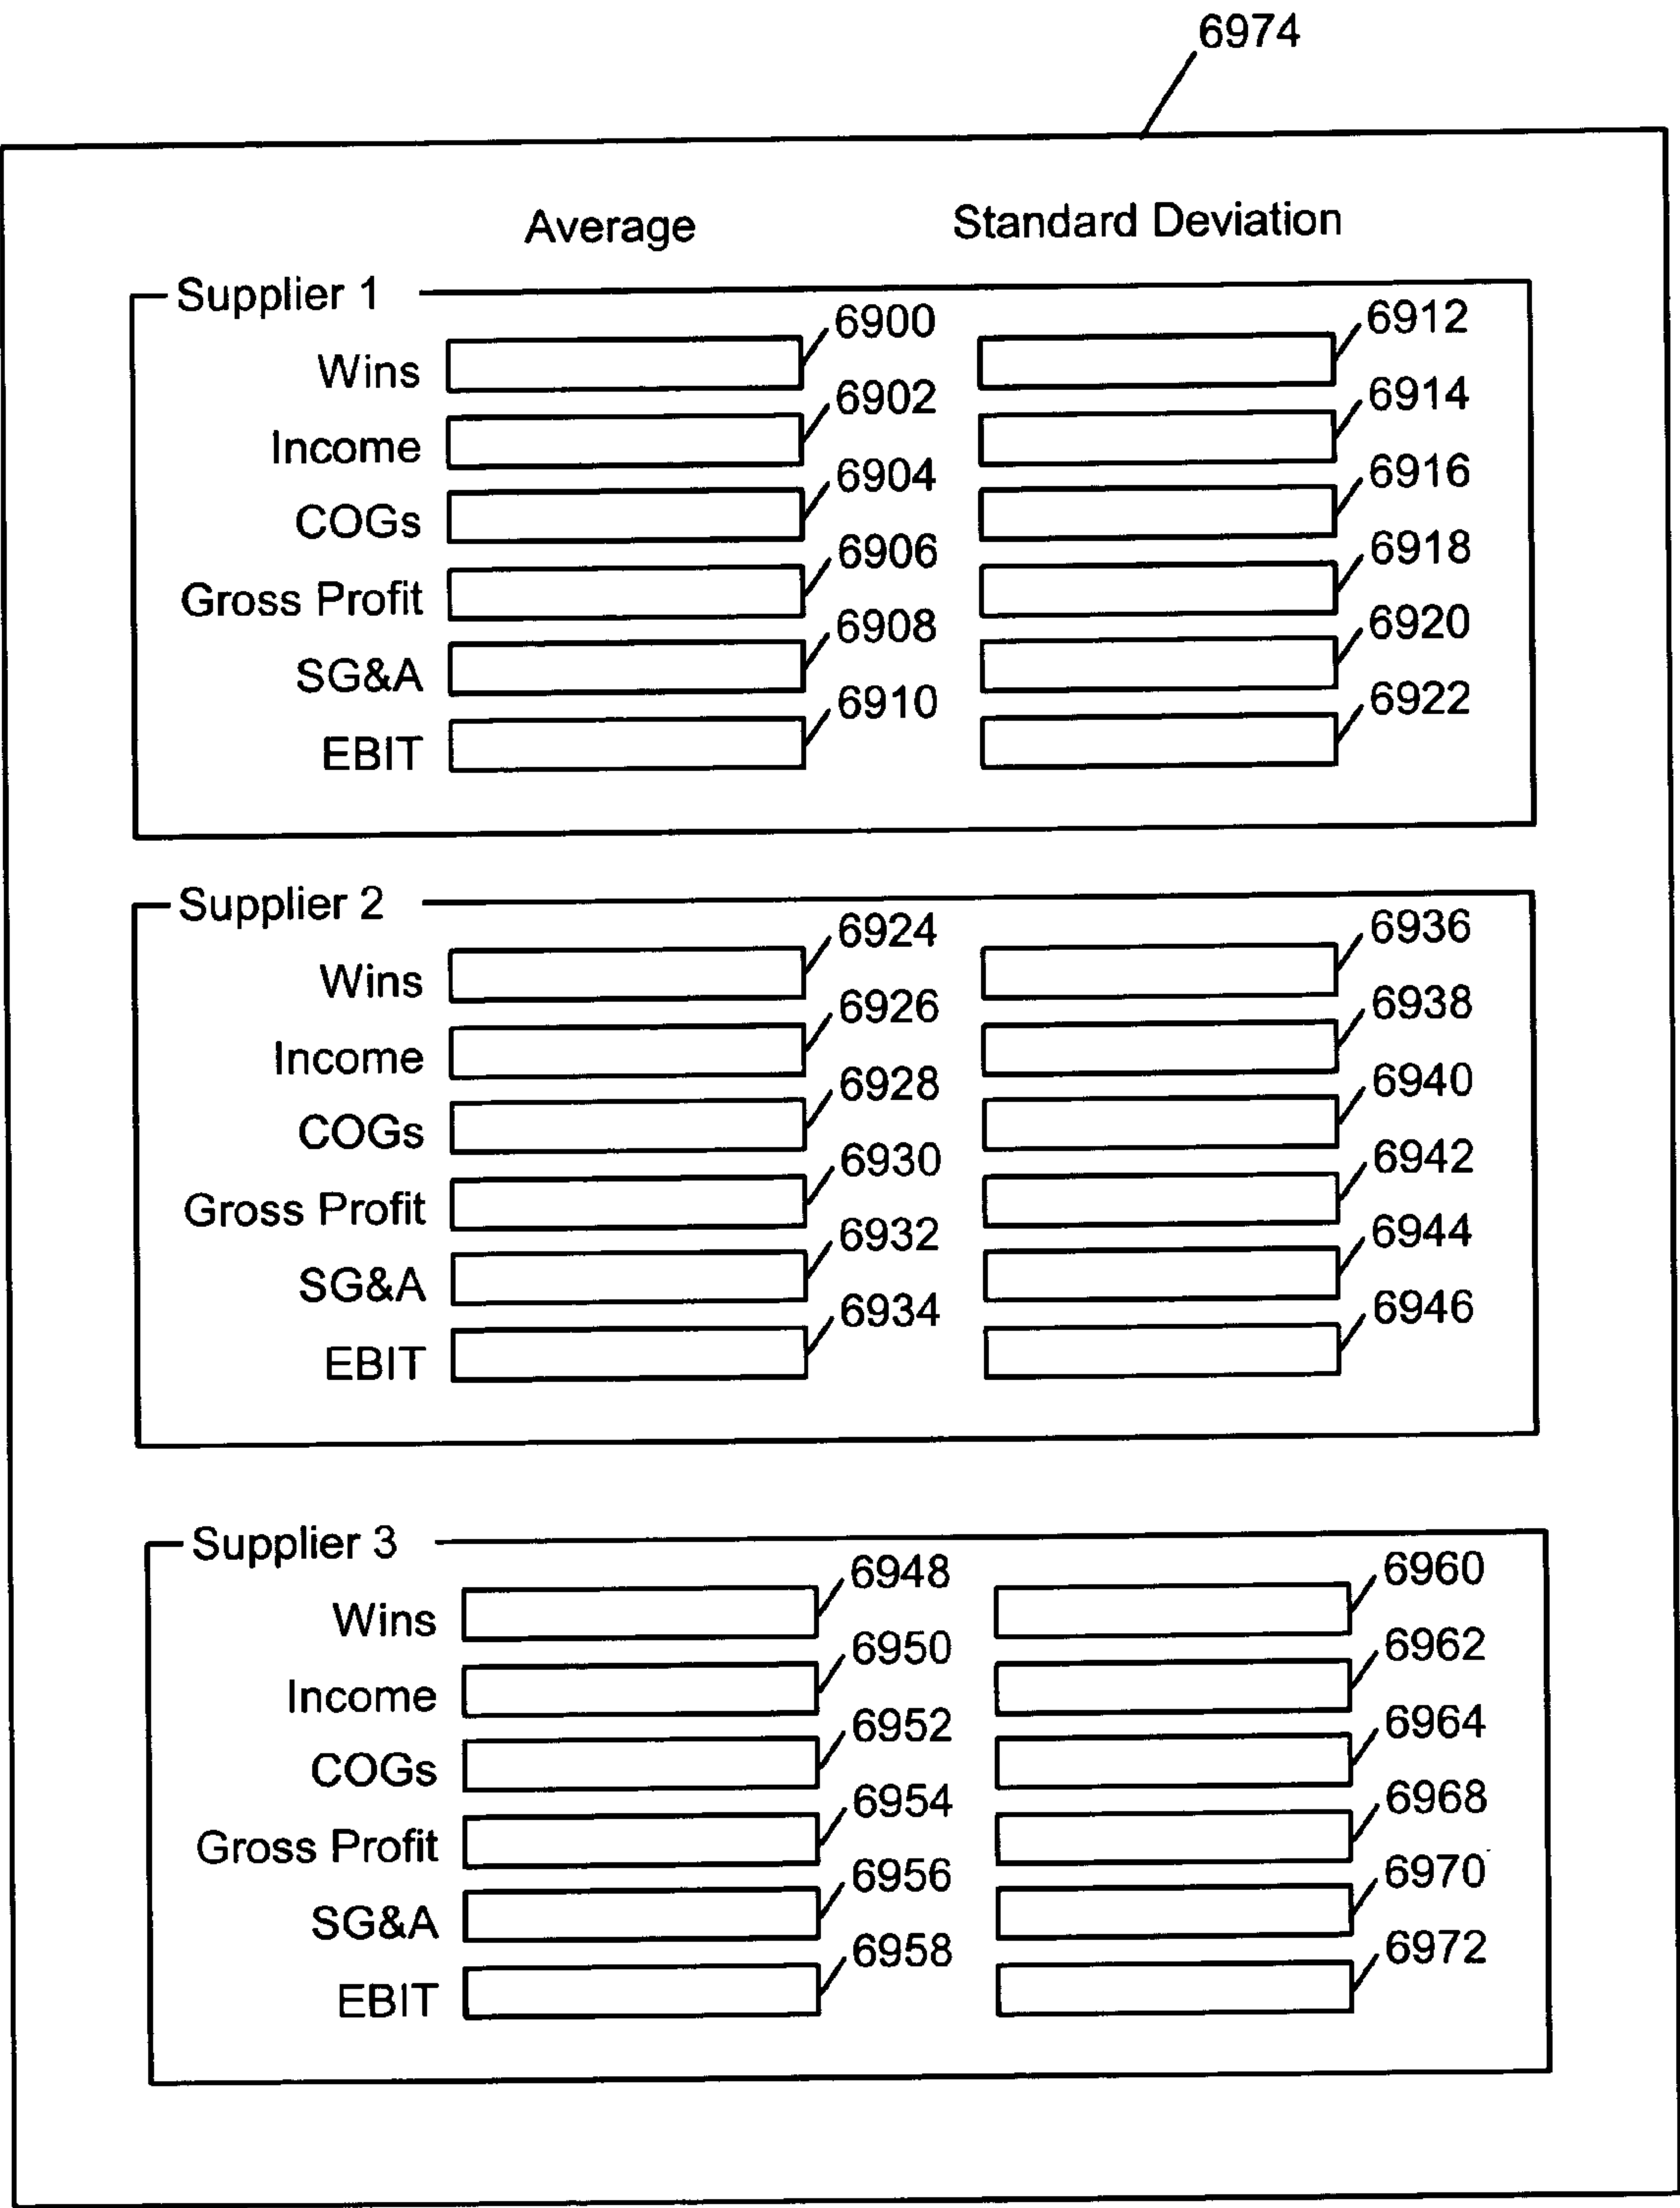 6974
Average Standard Deviation
Supplier 1
Wins 6900 6912
Income 6902 6914
COGs 6904 6916
Gross Profit 6906 6918
SG&A 6908 6920
EBIT 6910 6922
Supplier 2
Wins 6924 6936
Income 6926 6938
COGs 6928 6940
Gross Profit 6930 6942
SG&A 6932 6944
EBIT 6934 6946
Supplier 3
Wins 6948 6960
Income 6950 6962
COGs 6952 6964
Gross Profit 6954 6968
SG&A 6956 6970
EBIT 6958 6972